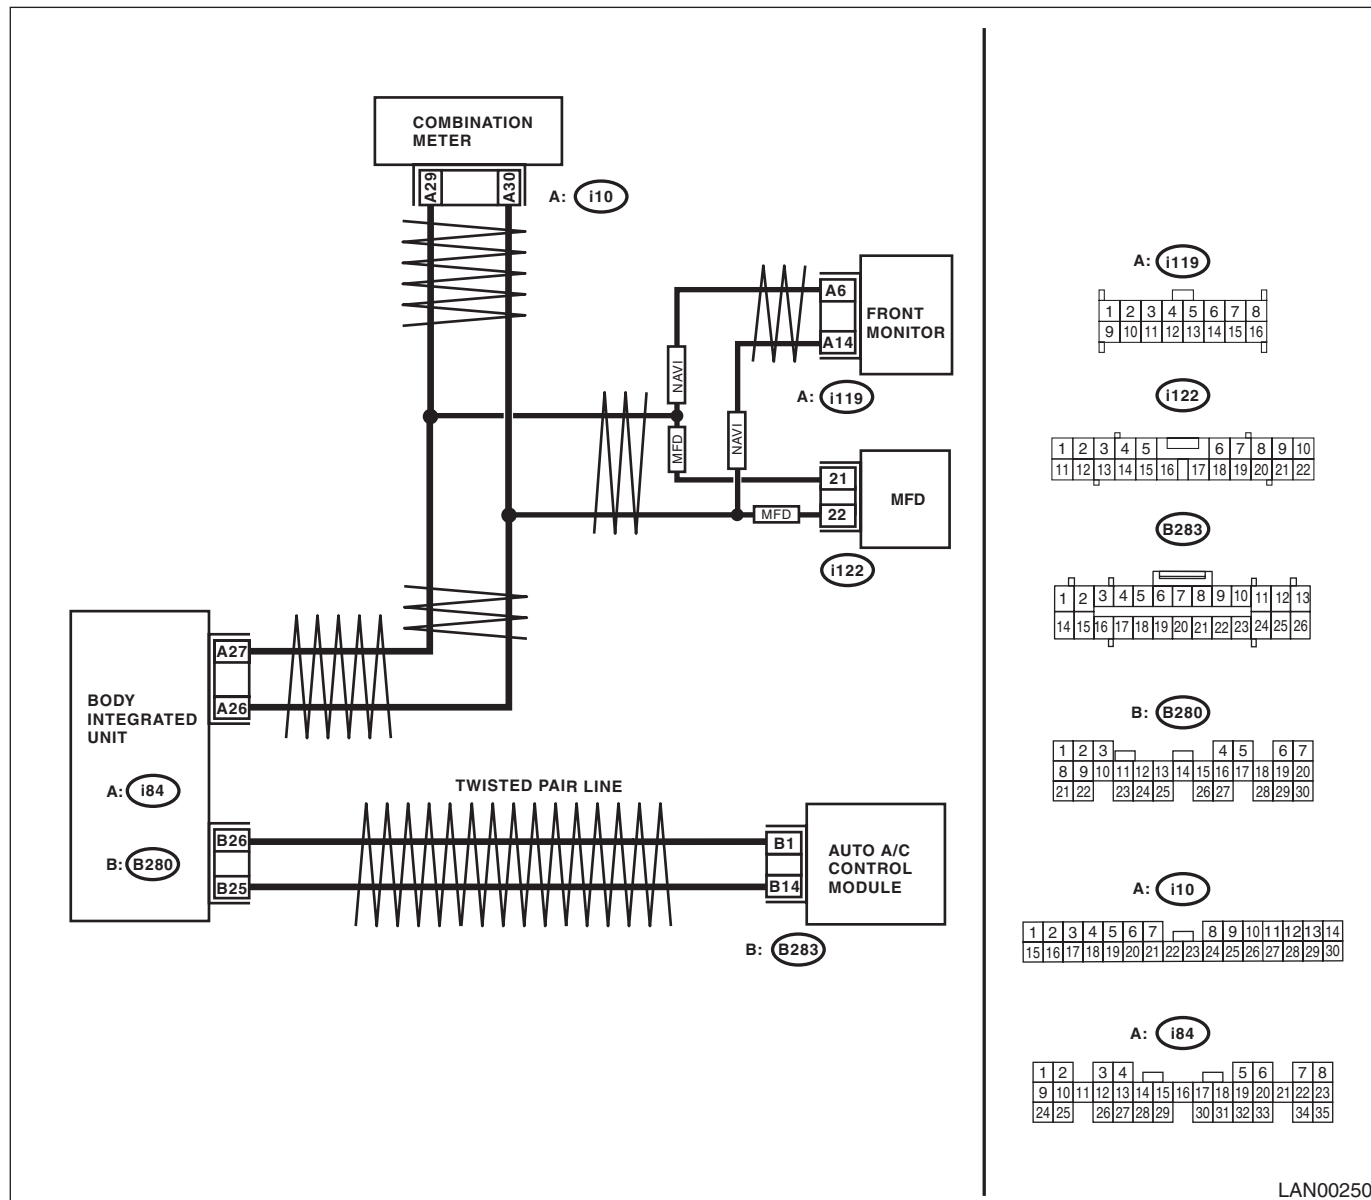 COMBINATION
METER
A29
A30
A: i10
A6
A14
FRONT
MONITOR
A: i119
NAVI
MFD
NAVI
MFD
21
22
MFD
i122
A27
A26
BODY
INTEGRATED
UNIT
A: i84
B: B280
B26
B25
TWISTED PAIR LINE
B1
B14
AUTO A/C
CONTROL
MODULE
B: B283
A: i119
1 2 3 4 5 6 7 8
9 10 11 12 13 14 15 16
i122
1 2 3 4 5 6 7 8 9 10
11 12 13 14 15 16 17 18 19 20 21 22
B283
1 2 3 4 5 6 7 8 9 10 11 12 13
14 15 16 17 18 19 20 21 22 23 24 25 26
B: B280
1 2 3 4 5 6 7
8 9 10 11 12 13 14 15 16 17 18 19 20
21 22 23 24 25 26 27 28 29 30
A: i10
1 2 3 4 5 6 7 8 9 10 11 12 13 14
15 16 17 18 19 20 21 22 23 24 25 26 27 28 29 30
A: i84
1 2 3 4 5 6 7 8
9 10 11 12 13 14 15 16 17 18 19 20 21 22 23
24 25 26 27 28 29 30 31 32 33 34 35
LAN00250